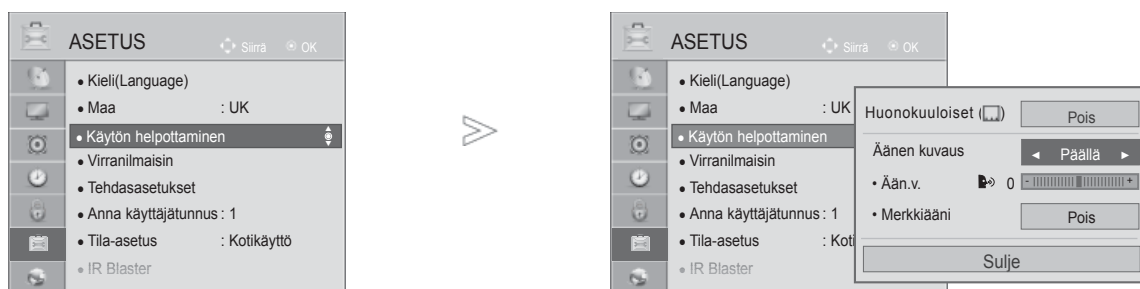 ASETUS Siirrä OK
• Kieli(Language)
• Maa : UK
• Käytön helpottaminen
• Virranilmaisin
• Tehdasasetukset
• Anna käyttäjätunnus : 1
• Tila-asetus : Kotikäyttö
• IR Blaster
ASETUS Siirrä OK
• Kieli(Language)
• Maa : UK
• Käytön helpottaminen
• Virranilmaisin
• Tehdasasetukset
• Anna käyttäjätunnus : 1
• Tila-asetus : Koti
• IR Blaster
Huonokuuloiset ( ) Pois
Äänen kuvaus ◄ Päällä ►
• Ään.v. 0 - +
• Merkkiääni Pois
Sulje